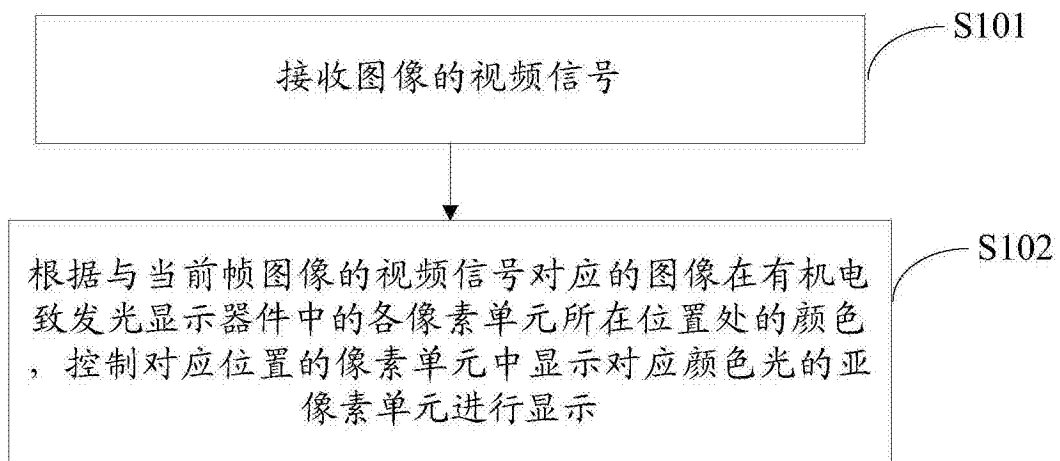 S101
接收图像的视频信号
S102
根据与当前帧图像的视频信号对应的图像在有机电
致发光显示器件中的各像素单元所在位置处的颜色
，控制对应位置的像素单元中显示对应颜色光的亚
像素单元进行显示